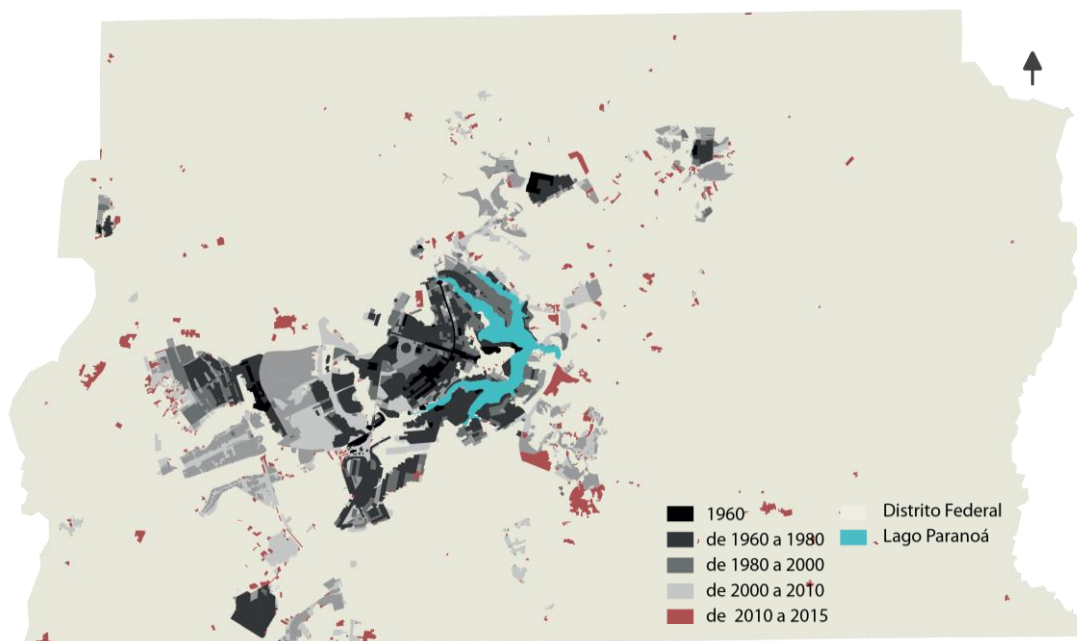 1960
de 1960 a 1980
de 1980 a 2000
de 2000 a 2010
de 2010 a 2015
Distrito Federal
Lago Paranoá